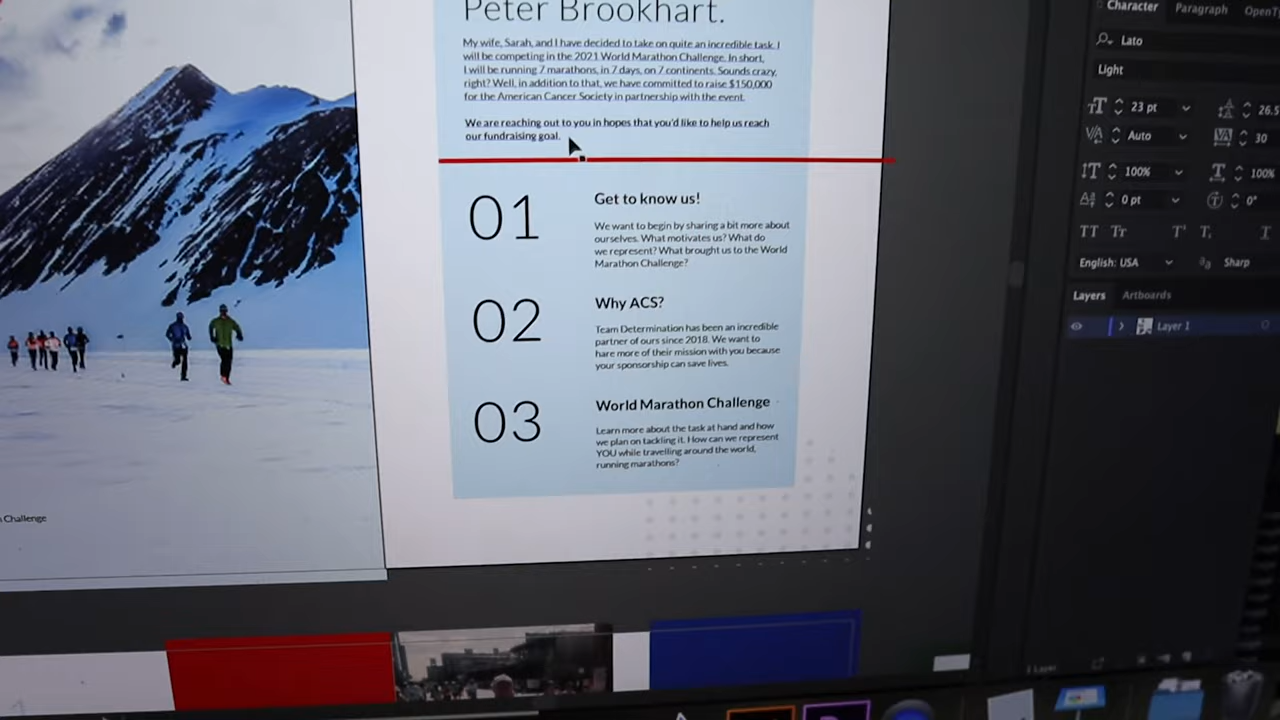 Peter Brookhart.
My wife, Sarah, and I have decided to take on quite an incredible task. I
will be competing in the 2021 World Marathon Challenge. In short,
I will be running 7 marathons, in 7 days, on 7 continents. Sounds crazy,
right? Well, in addition to that, we have committed to raise $150,000
for the American Cancer Society in partnership with the event.
We are reaching out to you in hopes that you'd like to help us reach
our fundraising goal.
01
Get to know us!
We want to begin by sharing a bit more about
ourselves. What motivates us? What do
we represent? What brought us to the World
Marathon Challenge?
02
Why ACS?
Team Determination has been an incredible
partner of ours since 2018. We want to
hare more of their mission with you because
your sponsorship can save lives.
03
World Marathon Challenge
Learn more about the task at hand and how
we plan on tackling it. How can we represent
YOU while travelling around the world,
running marathons?
Challenge
Character Paragraph OpenTy
Lato
Light
23 pt 26.5
Auto 30
100% 100%
0 pt 0°
English: USA Sharp
Layers Artboards
Layer 1
1 Layer